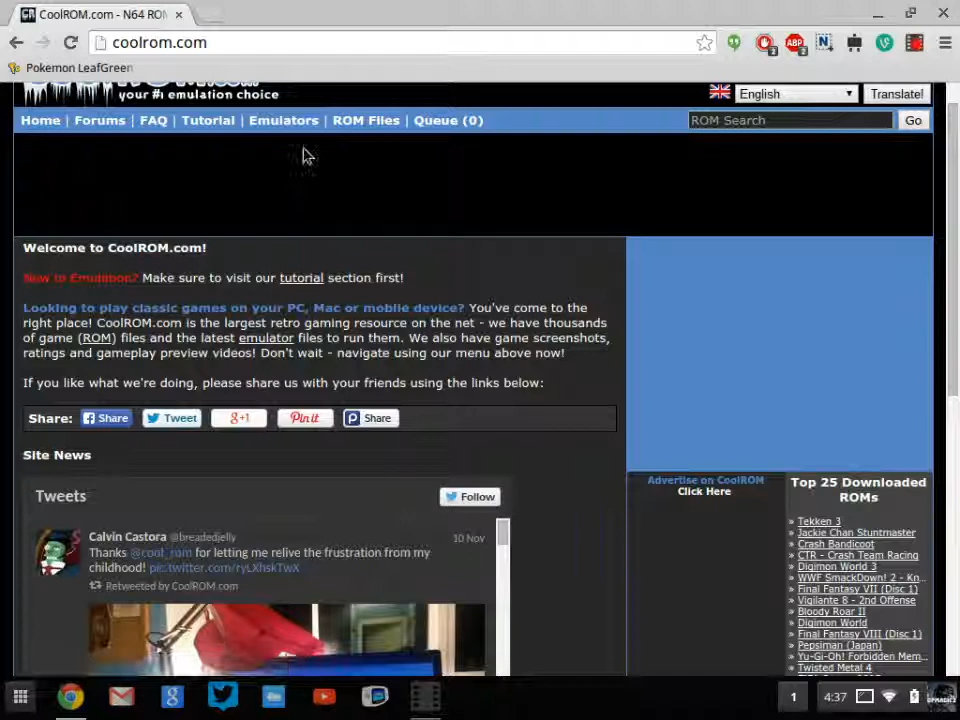 CoolROM.com - N64 ROM
coolrom.com
Pokemon LeafGreen
your #1 emulation choice
English
Translate!
Home | Forums | FAQ | Tutorial | Emulators | ROM Files | Queue (0)
ROM Search
Go
Welcome to CoolROM.com!
New to Emulation? Make sure to visit our tutorial section first!
Looking to play classic games on your PC, Mac or mobile device? You've come to the
right place! CoolROM.com is the largest retro gaming resource on the net - we have thousands
of game (ROM) files and the latest emulator files to run them. We also have game screenshots,
ratings and gameplay preview videos! Don't wait - navigate using our menu above now!
If you like what we're doing, please share us with your friends using the links below:
Share: Share Tweet g+1 Pin it Share
Site News
Tweets
Follow
Calvin Castora @breadedjelly
10 Nov
Thanks @cool_rom for letting me relive the frustration from my
childhood! pic.twitter.com/ryLXhskTwX
Retweeted by CoolROM.com
Advertise on CoolROM
Click Here
Top 25 Downloaded
ROMs
» Tekken 3
» Jackie Chan Stuntmaster
» Crash Bandicoot
» CTR - Crash Team Racing
» Digimon World 3
» WWF SmackDown! 2 - Kn...
» Final Fantasy VII (Disc 1)
» Vigilante 8 - 2nd Offense
» Bloody Roar II
» Digimon World
» Final Fantasy VIII (Disc 1)
» Pepsiman (Japan)
» Yu-Gi-Oh! Forbidden Mem...
» Twisted Metal 4
1
4:37